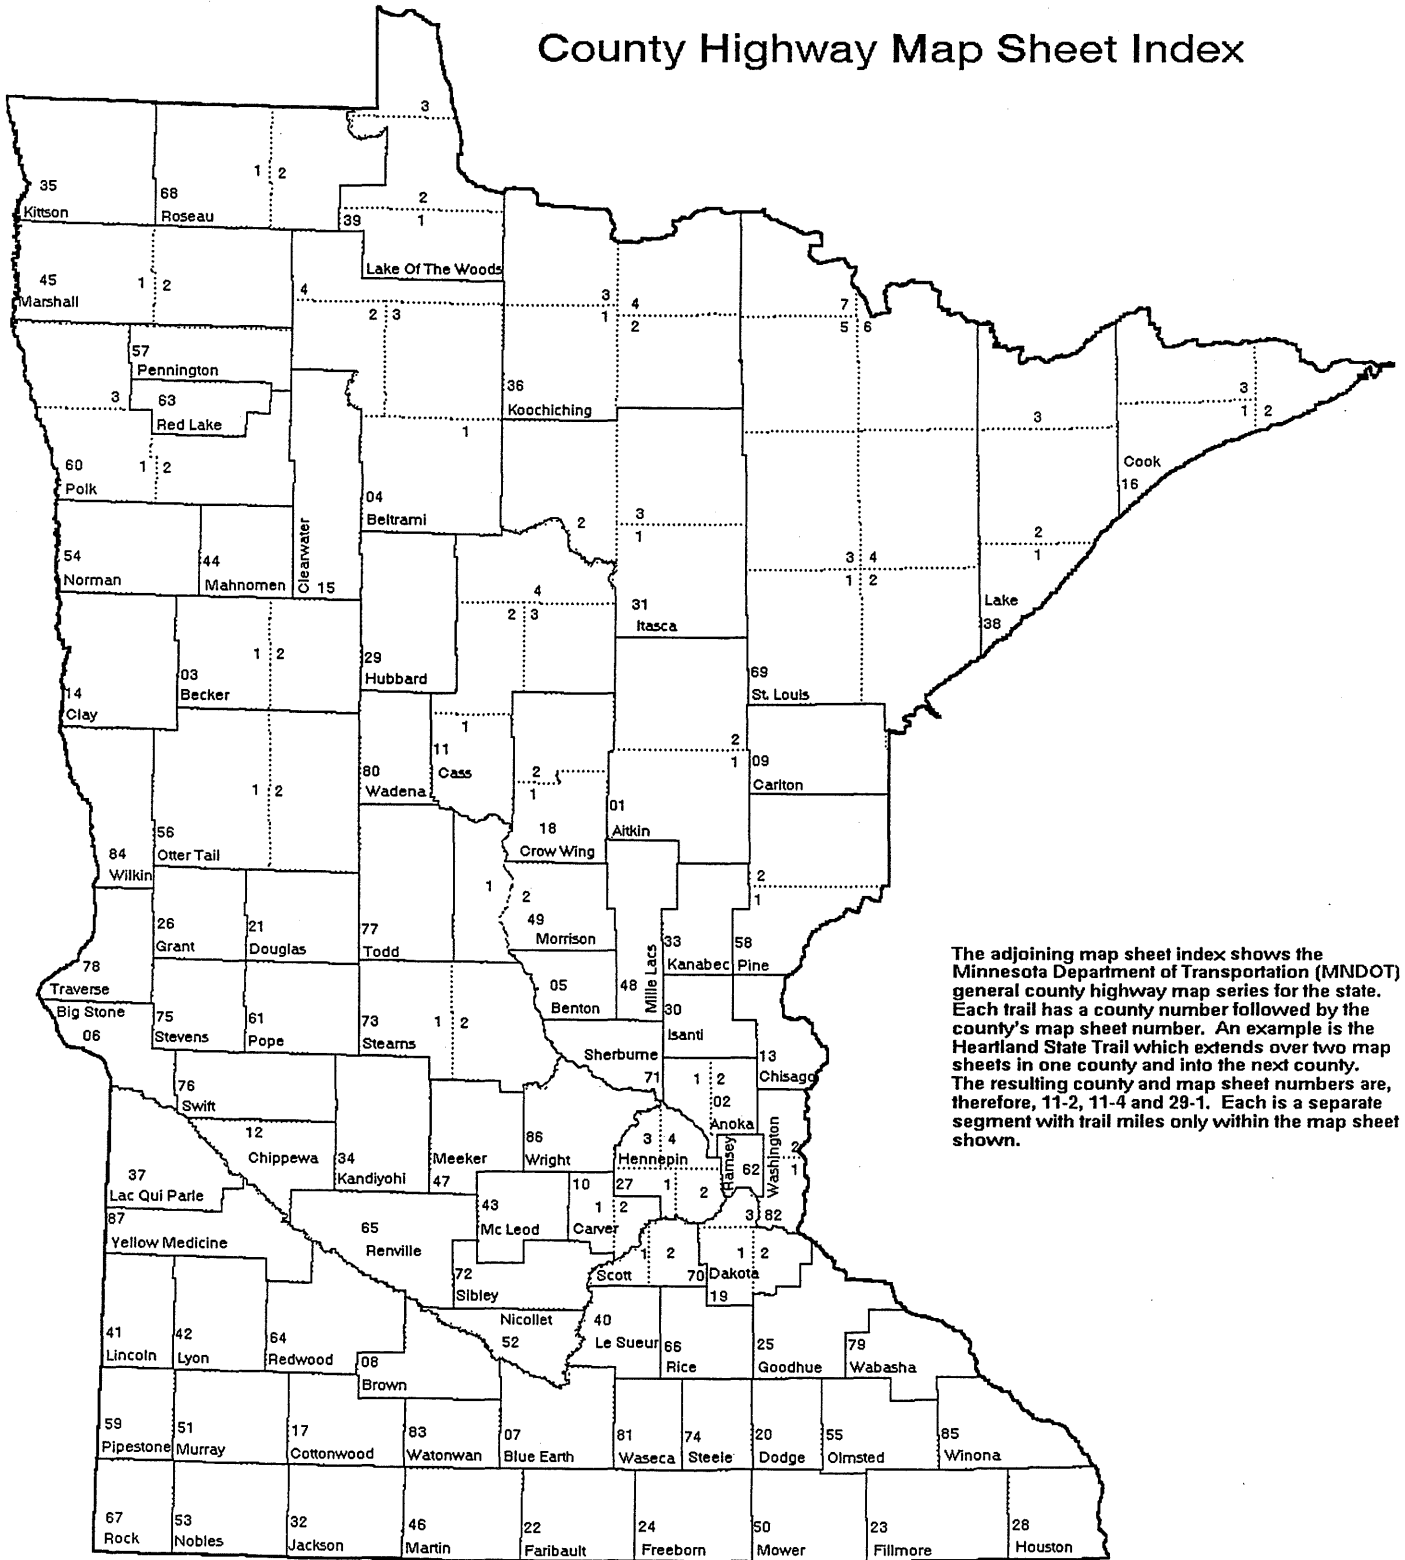 County Highway Map Sheet Index
3
35
Kittson
68
Roseau
1 2
2
39
1
Lake Of The Woods
45
Marshall
1 2
4
2 3
3 4
1 2
7
5 6
57
Pennington
3
63
Red Lake
36
Koochiching
3
1 2
3
1
60
Polk
1 2
04
Beltrami
Cook
16
2
3
1
2
1
54
Norman
44
Mahnomen
Clearwater
15
3 4
1 2
4
2 3
31
Itasca
Lake
38
03
Becker
1 2
29
Hubbard
69
St. Louis
14
Clay
1
11
Cass
2
1
09
Carlton
80
Wadena
2
1
1 2
01
Aitkin
56
Otter Tail
18
Crow Wing
84
Wilkin
1
2
2
1
49
Morrison
26
Grant
21
Douglas
77
Todd
33
Kanabec
58
Pine
Mille Lacs
48
78
Traverse
05
Benton
Big Stone
06
75
Stevens
61
Pope
73
Stearns
1 2
30
Isanti
Sherburne
71
13
Chisago
76
Swift
1 2
02
Anoka
12
Chippewa
34
Kandiyohi
Meeker
47
86
Wright
3 4
Hennepin
27
1
2
Ramsey
62
Washington
2
1
82
37
Lac Qui Parle
43
Mc Leod
10
1 2
Carver
87
Yellow Medicine
65
Renville
3
1 2
Scott
70
1 2
Dakota
19
72
Sibley
Nicollet
52
40
Le Sueur
66
Rice
25
Goodhue
79
Wabasha
41
Lincoln
42
Lyon
64
Redwood
08
Brown
59
Pipestone
51
Murray
17
Cottonwood
83
Watonwan
07
Blue Earth
81
Waseca
74
Steele
20
Dodge
55
Olmsted
85
Winona
67
Rock
53
Nobles
32
Jackson
46
Martin
22
Faribault
24
Freeborn
50
Mower
23
Fillmore
28
Houston
The adjoining map sheet index shows the
Minnesota Department of Transportation (MNDOT)
general county highway map series for the state.
Each trail has a county number followed by the
county's map sheet number. An example is the
Heartland State Trail which extends over two map
sheets in one county and into the next county.
The resulting county and map sheet numbers are,
therefore, 11-2, 11-4 and 29-1. Each is a separate
segment with trail miles only within the map sheet
shown.